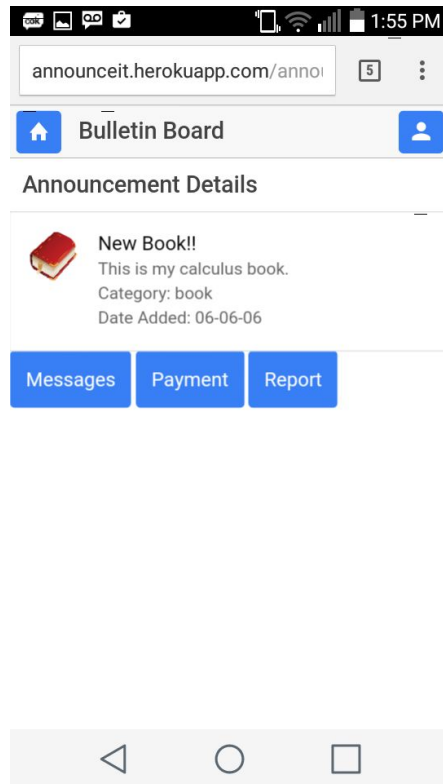 1:55 PM
announceit.herokuapp.com/anno
5
Bulletin Board
Announcement Details
New Book!!
This is my calculus book.
Category: book
Date Added: 06-06-06
Messages Payment Report